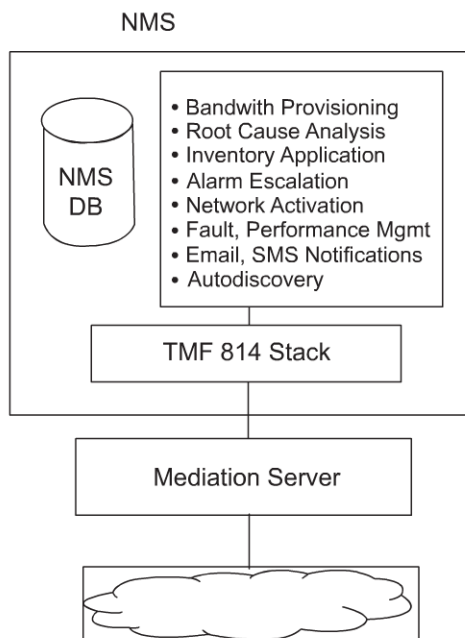 NMS
NMS
DB
• Bandwith Provisioning
• Root Cause Analysis
• Inventory Application
• Alarm Escalation
• Network Activation
• Fault, Performance Mgmt
• Email, SMS Notifications
• Autodiscovery
TMF 814 Stack
Mediation Server